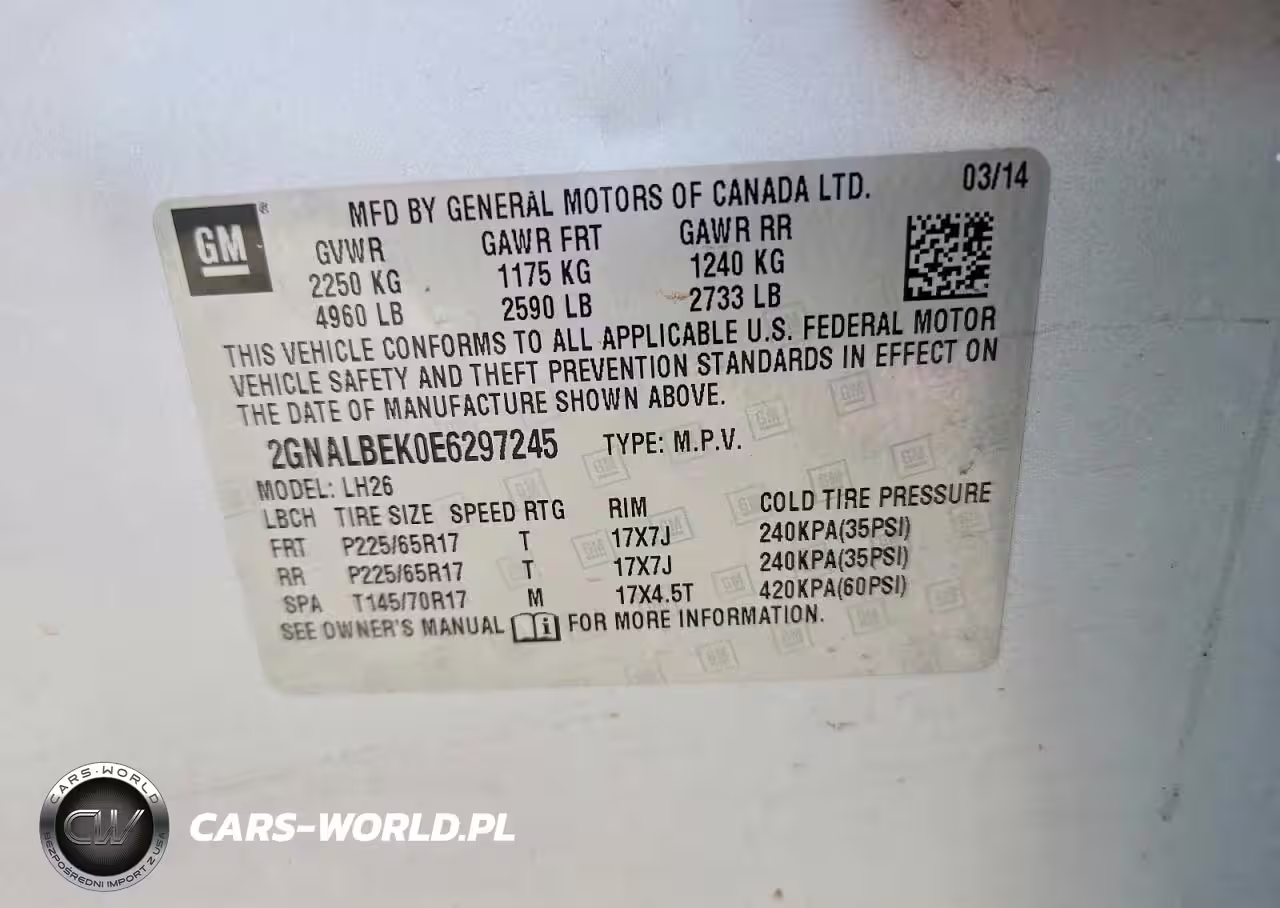 GM ®
MFD BY GENERAL MOTORS OF CANADA LTD. 03/14
GVWR GAWR FRT GAWR RR
2250 KG 1175 KG 1240 KG
4960 LB 2590 LB 2733 LB
THIS VEHICLE CONFORMS TO ALL APPLICABLE U.S. FEDERAL MOTOR
VEHICLE SAFETY AND THEFT PREVENTION STANDARDS IN EFFECT ON
THE DATE OF MANUFACTURE SHOWN ABOVE.
2GNALBEK0E6297245 TYPE: M.P.V.
MODEL: LH26
LBCH TIRE SIZE SPEED RTG RIM COLD TIRE PRESSURE
FRT P225/65R17 T 17X7J 240KPA(35PSI)
RR P225/65R17 T 17X7J 240KPA(35PSI)
SPA T145/70R17 M 17X4.5T 420KPA(60PSI)
SEE OWNER'S MANUAL i FOR MORE INFORMATION.
CARS-WORLD
CW
BEZPOŚREDNI IMPORT Z USA
CARS-WORLD.PL